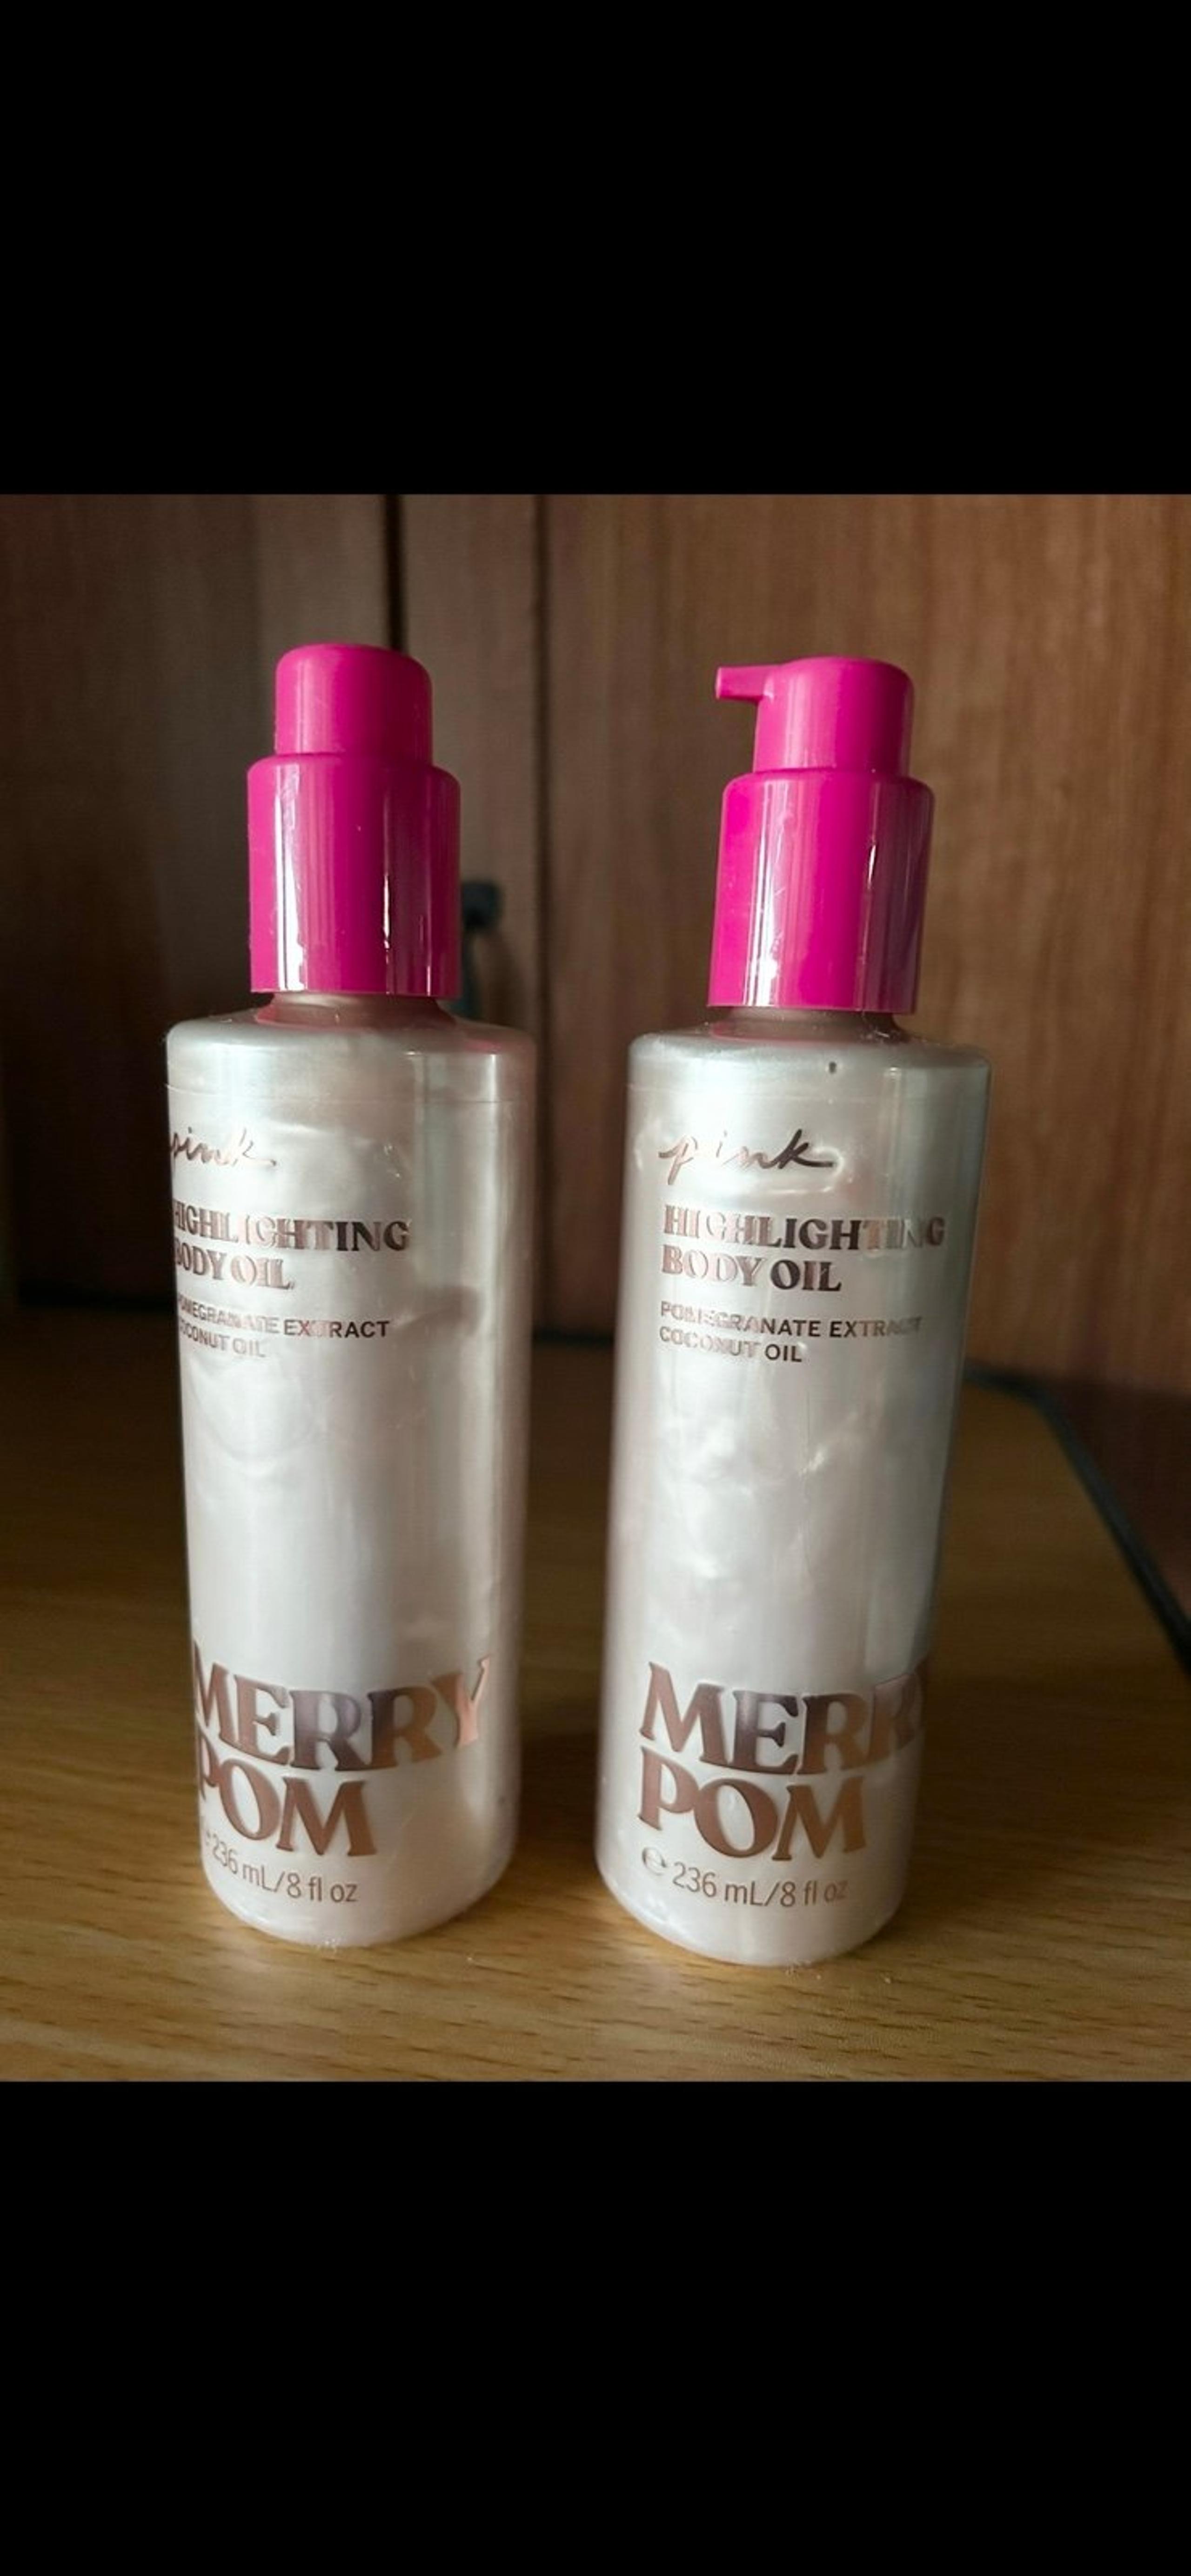 pink
HIGHLIGHTING
BODY OIL
POMEGRANATE EXTRACT
COCONUT OIL
MERRY
POM
℮ 236 mL/8 fl oz
pink
HIGHLIGHTING
BODY OIL
POMEGRANATE EXTRACT
COCONUT OIL
MERRY
POM
℮ 236 mL/8 fl oz